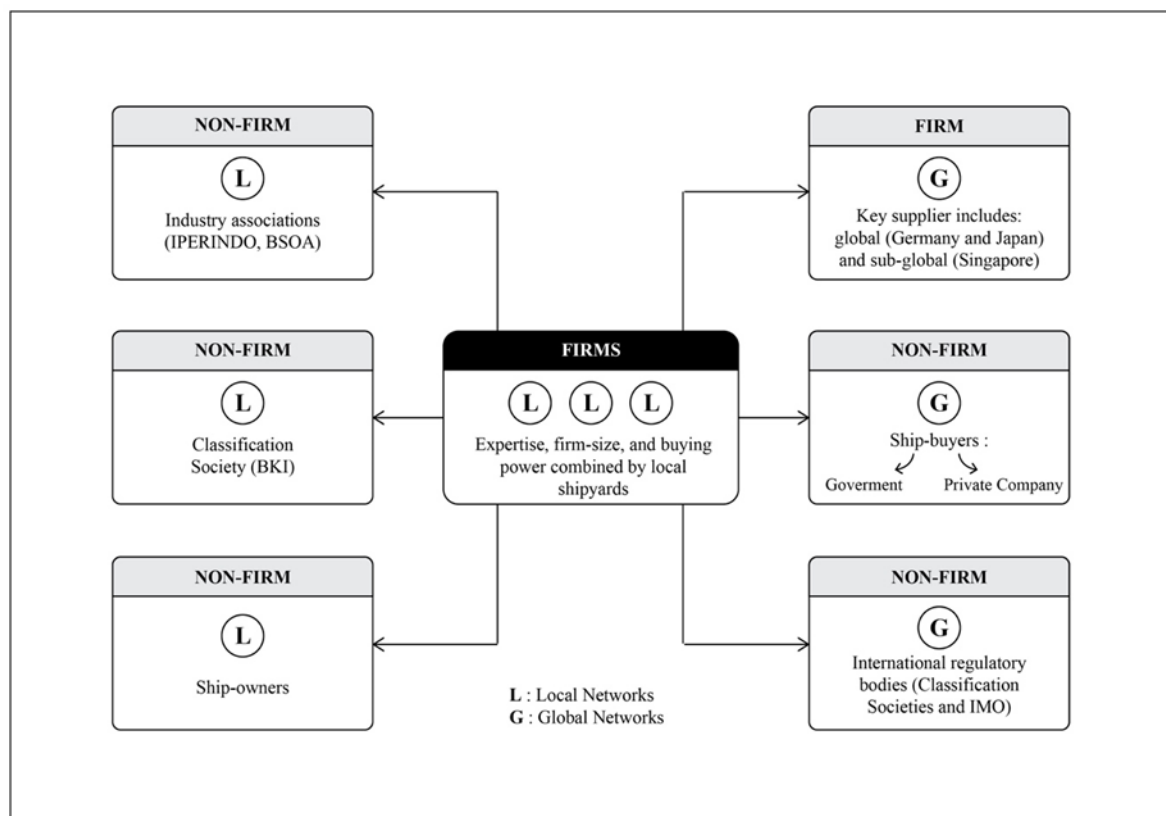 NON-FIRM
L
Industry associations
(IPERINDO, BSOA)
FIRM
G
Key supplier includes:
global (Germany and Japan)
and sub-global (Singapore)
NON-FIRM
L
Classification
Society (BKI)
FIRMS
L L L
Expertise, firm-size, and buying
power combined by local
shipyards
NON-FIRM
G
Ship-buyers :
Goverment Private Company
NON-FIRM
L
Ship-owners
L : Local Networks
G : Global Networks
NON-FIRM
G
International regulatory
bodies (Classification
Societies and IMO)